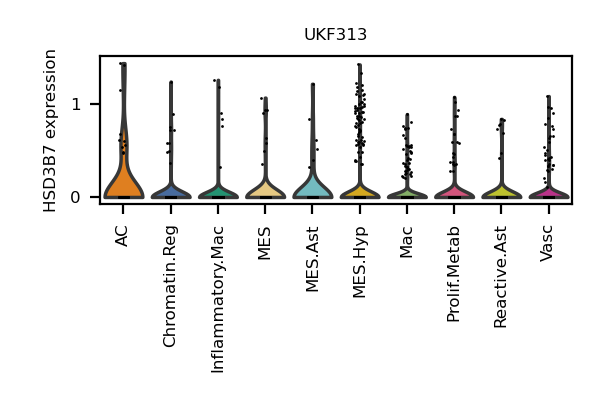 UKF313
HSD3B7 expression
1
0
AC
Chromatin.Reg
Inflammatory.Mac
MES
MES.Ast
MES.Hyp
Mac
Prolif.Metab
Reactive.Ast
Vasc